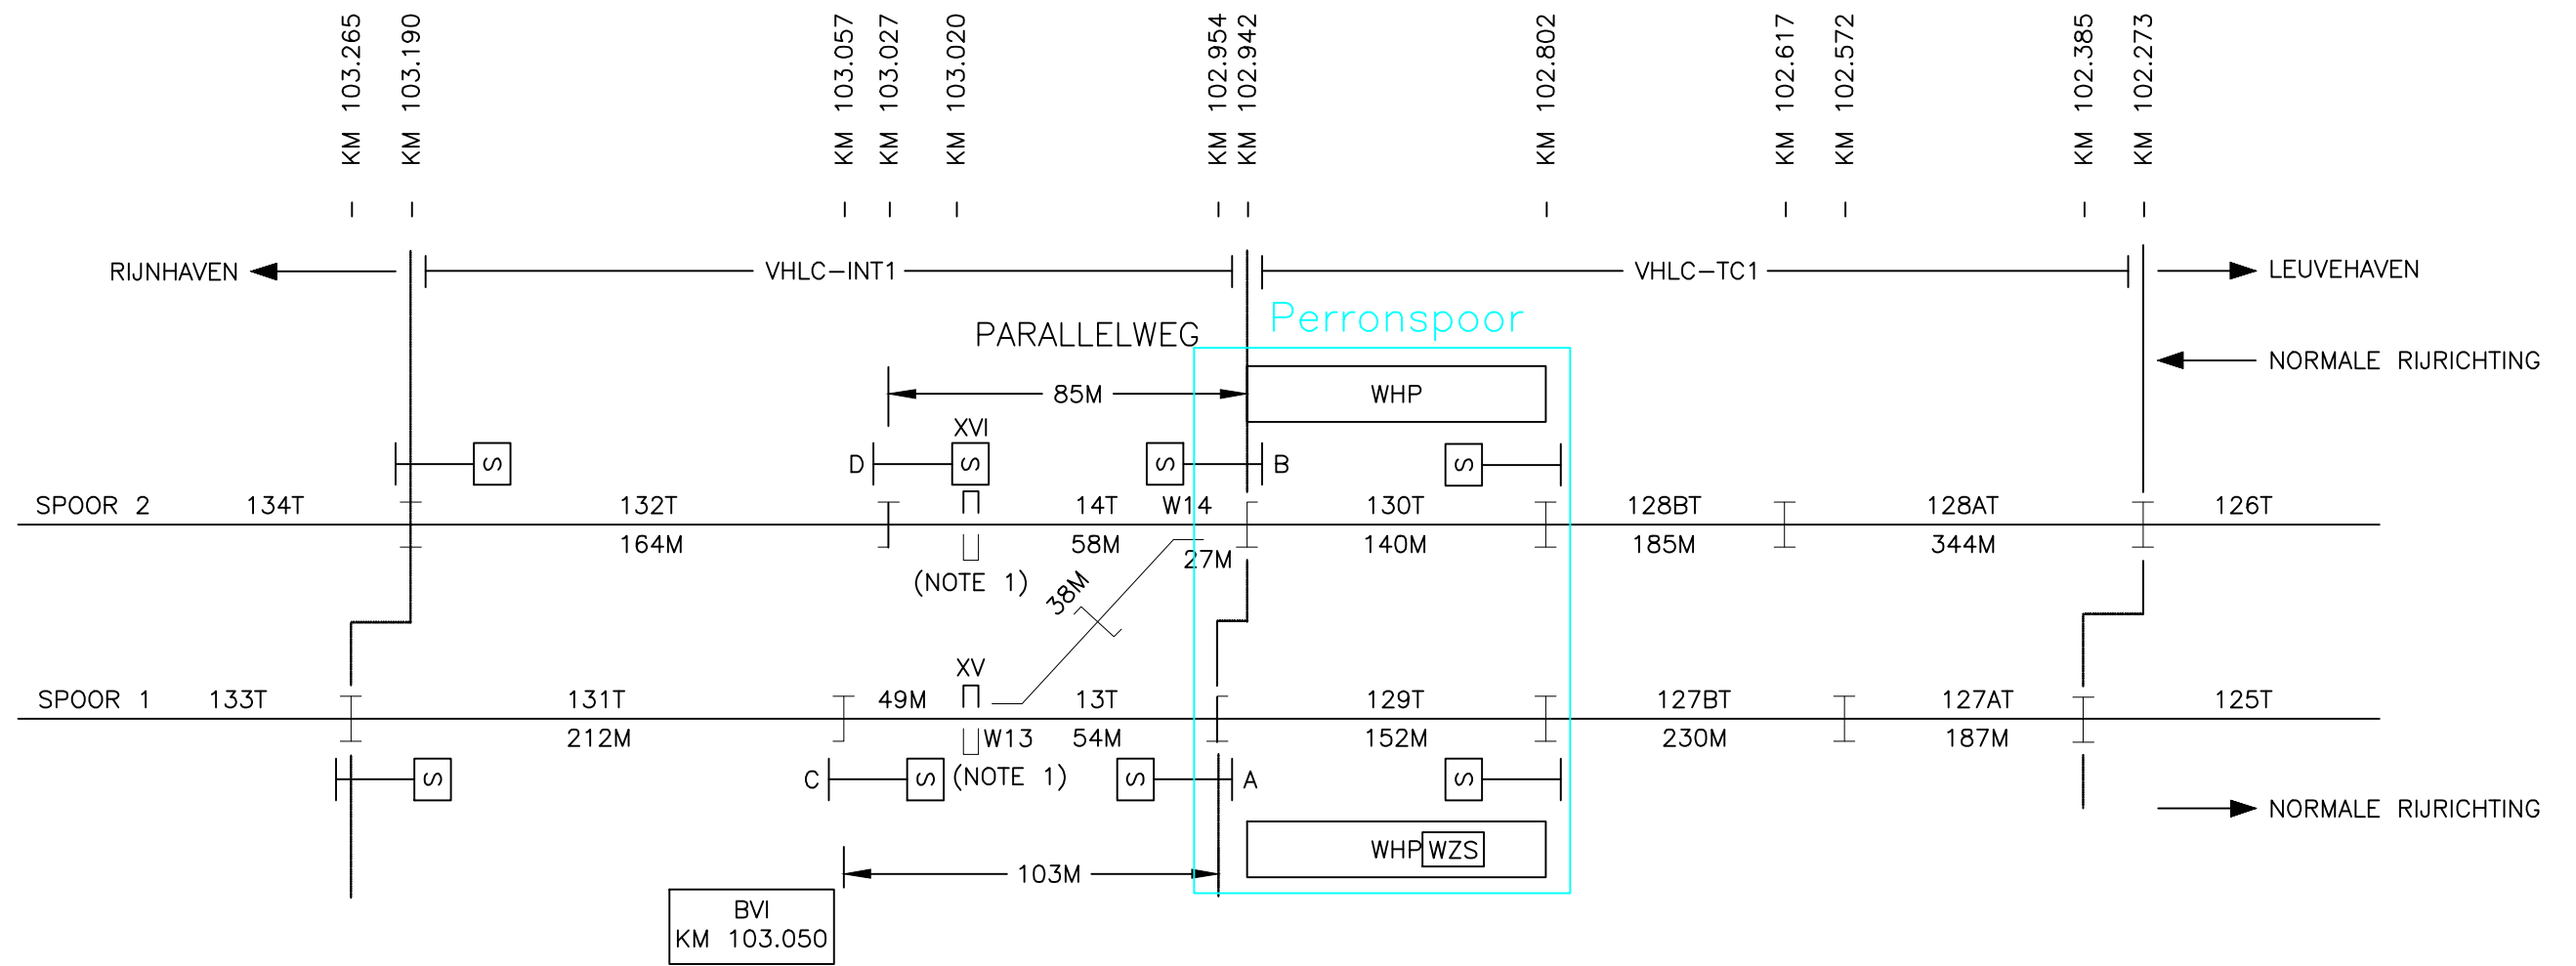 KM 103.265
KM 103.190
KM 103.057
KM 103.027
KM 103.020
KM 102.954
KM 102.942
KM 102.802
KM 102.617
KM 102.572
KM 102.385
KM 102.273
RIJNHAVEN
VHLC-INT1
VHLC-TC1
LEUVEHAVEN
PARALLELWEG
Perronspoor
NORMALE RIJRICHTING
85M
WHP
XVI
S
D
S
S
B
S
SPOOR 2
134T
132T
14T
W14
130T
128BT
128AT
126T
164M
58M
27M
140M
185M
344M
(NOTE 1)
38M
XV
SPOOR 1
133T
131T
49M
13T
129T
127BT
127AT
125T
212M
W13
54M
152M
230M
187M
S
C
S
(NOTE 1)
S
A
S
NORMALE RIJRICHTING
WHP
WZS
103M
BVI
KM 103.050